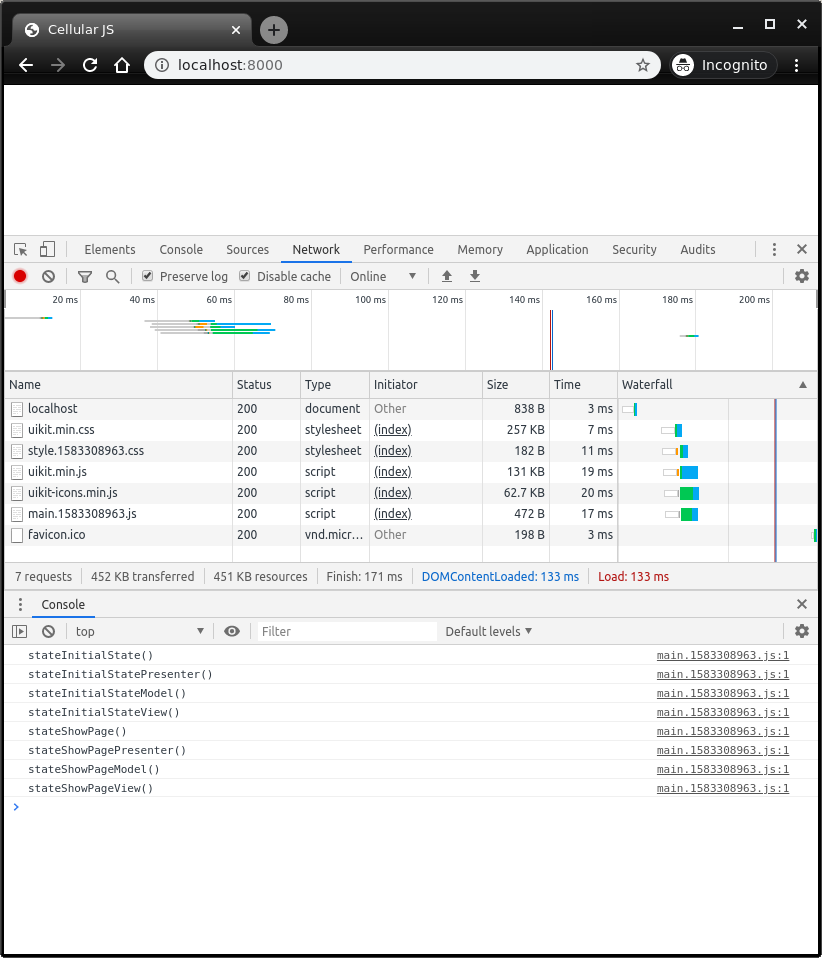 Cellular JS
localhost:8000
Incognito
Elements Console Sources Network Performance Memory Application Security Audits
Preserve log Disable cache Online
20 ms 40 ms 60 ms 80 ms 100 ms 120 ms 140 ms 160 ms 180 ms 200 ms
Name Status Type Initiator Size Time Waterfall
localhost 200 document Other 838 B 3 ms
uikit.min.css 200 stylesheet (index) 257 KB 7 ms
style.1583308963.css 200 stylesheet (index) 182 B 11 ms
uikit.min.js 200 script (index) 131 KB 19 ms
uikit-icons.min.js 200 script (index) 62.7 KB 20 ms
main.1583308963.js 200 script (index) 472 B 17 ms
favicon.ico 200 vnd.micr... Other 198 B 3 ms
7 requests 452 KB transferred 451 KB resources Finish: 171 ms DOMContentLoaded: 133 ms Load: 133 ms
Console
top Filter Default levels
stateInitialState() main.1583308963.js:1
stateInitialStatePresenter() main.1583308963.js:1
stateInitialStateModel() main.1583308963.js:1
stateInitialStateView() main.1583308963.js:1
stateShowPage() main.1583308963.js:1
stateShowPagePresenter() main.1583308963.js:1
stateShowPageModel() main.1583308963.js:1
stateShowPageView() main.1583308963.js:1